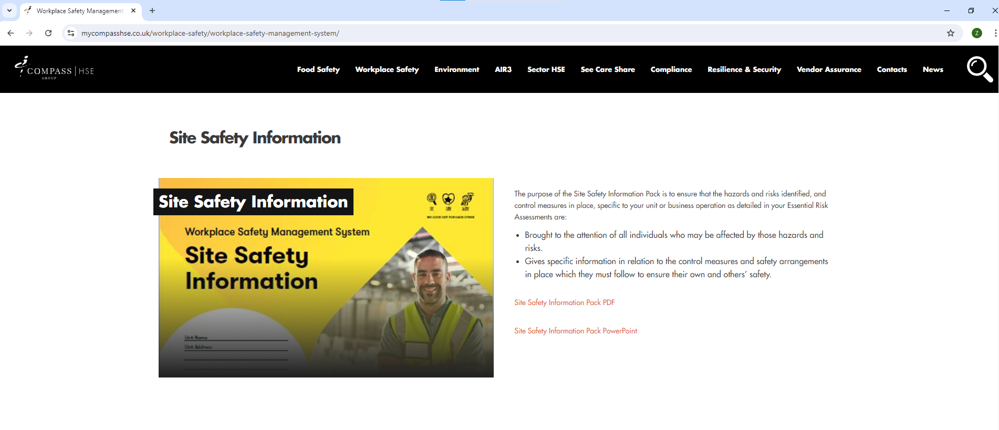 Workplace Safety Management
mycompasshse.co.uk/workplace-safety/workplace-safety-management-system/
Z
COMPASS | HSE
GROUP
Food Safety
Workplace Safety
Environment
AIR3
Sector HSE
See Care Share
Compliance
Resilience & Security
Vendor Assurance
Contacts
News
Site Safety Information
Site Safety Information
WE LOOK OUT FOR EACH OTHER
Workplace Safety Management System
Site Safety
Information
Unit Name
Unit Address
The purpose of the Site Safety Information Pack is to ensure that the hazards and risks identified, and
control measures in place, specific to your unit or business operation as detailed in your Essential Risk
Assessments are:
• Brought to the attention of all individuals who may be affected by those hazards and
risks.
• Gives specific information in relation to the control measures and safety arrangements
in place which they must follow to ensure their own and others’ safety.
Site Safety Information Pack PDF
Site Safety Information Pack PowerPoint